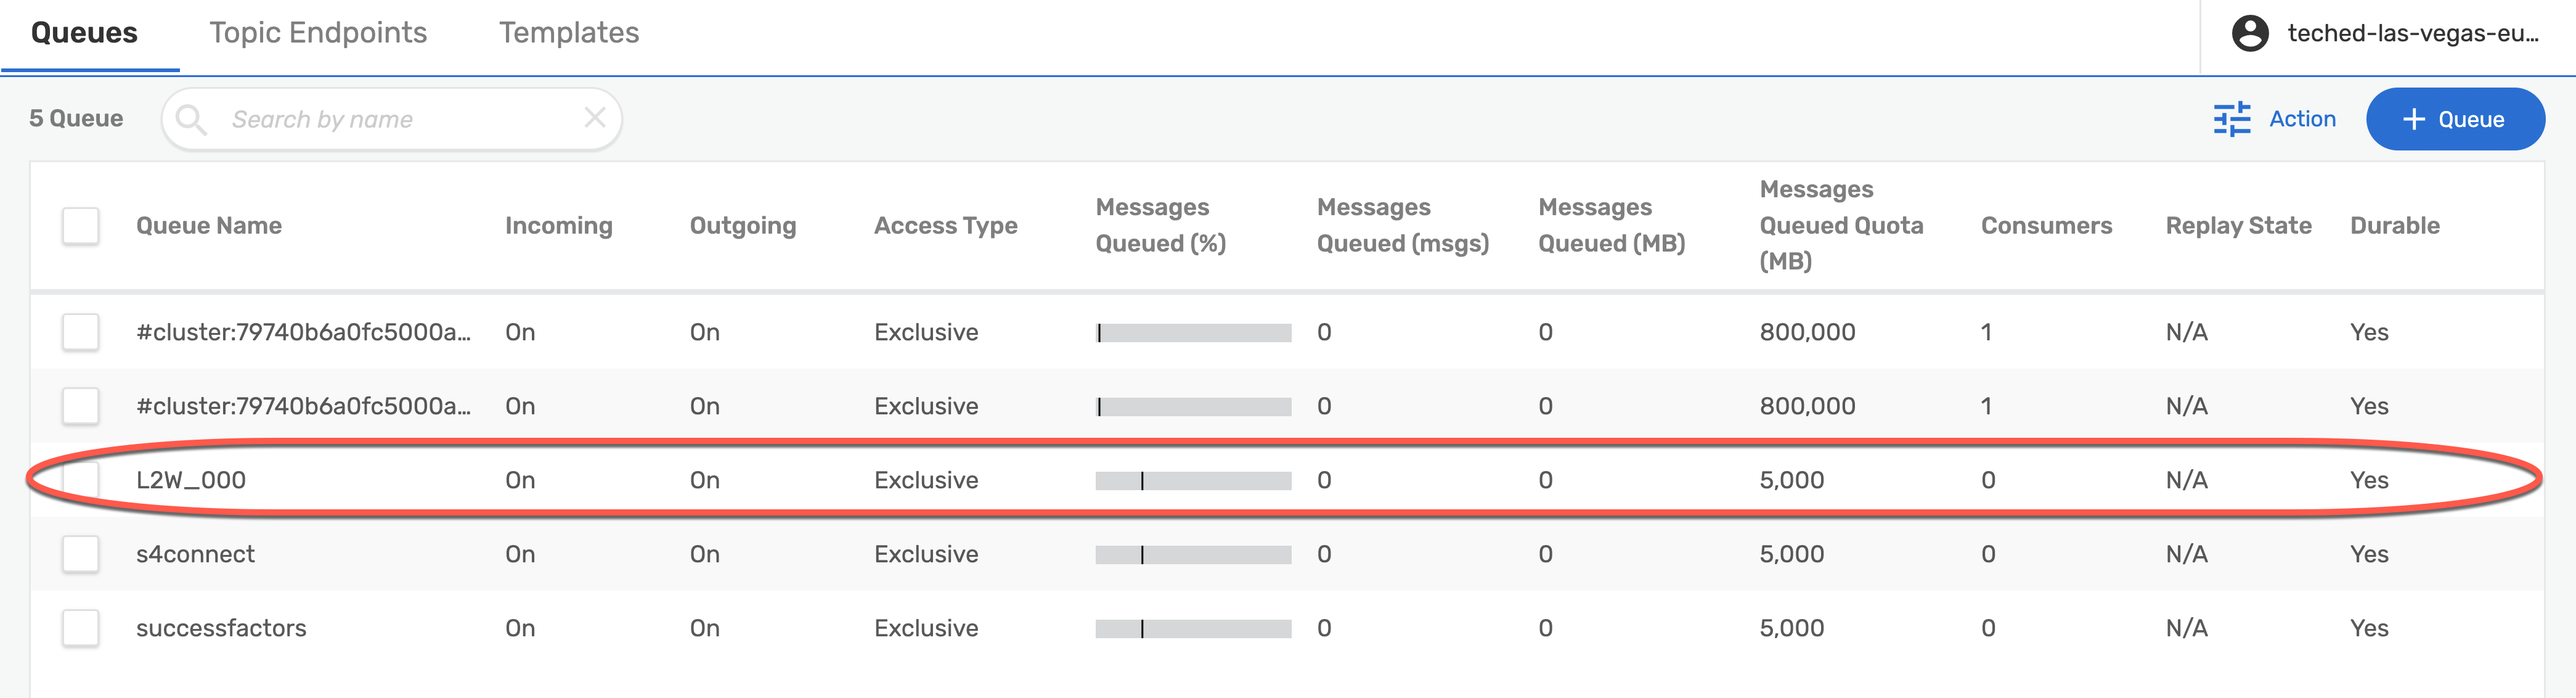 Queues Topic Endpoints Templates teched-las-vegas-eu...
5 Queue Search by name Action + Queue
Queue Name Incoming Outgoing Access Type Messages Queued (%) Messages Queued (msgs) Messages Queued (MB) Messages Queued Quota (MB) Consumers Replay State Durable
#cluster:79740b6a0fc5000a... On On Exclusive 0 0 800,000 1 N/A Yes
#cluster:79740b6a0fc5000a... On On Exclusive 0 0 800,000 1 N/A Yes
L2W_000 On On Exclusive 0 0 5,000 0 N/A Yes
s4connect On On Exclusive 0 0 5,000 0 N/A Yes
successfactors On On Exclusive 0 0 5,000 0 N/A Yes